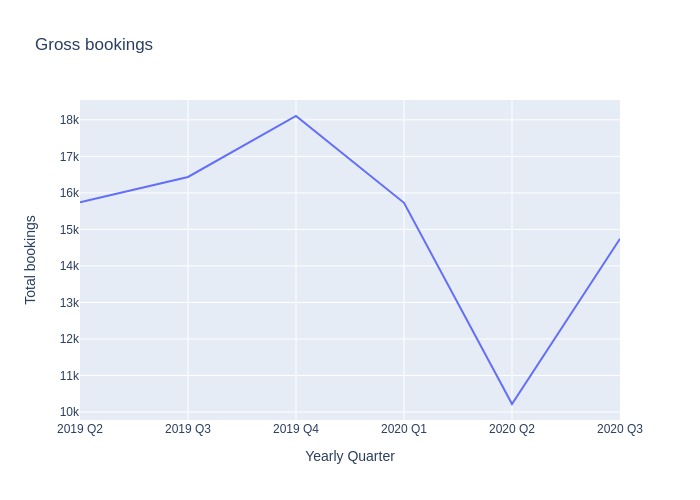 Gross bookings
18k
17k
16k
15k
14k
13k
12k
11k
10k
Total bookings
2019 Q2 2019 Q3 2019 Q4 2020 Q1 2020 Q2 2020 Q3
Yearly Quarter